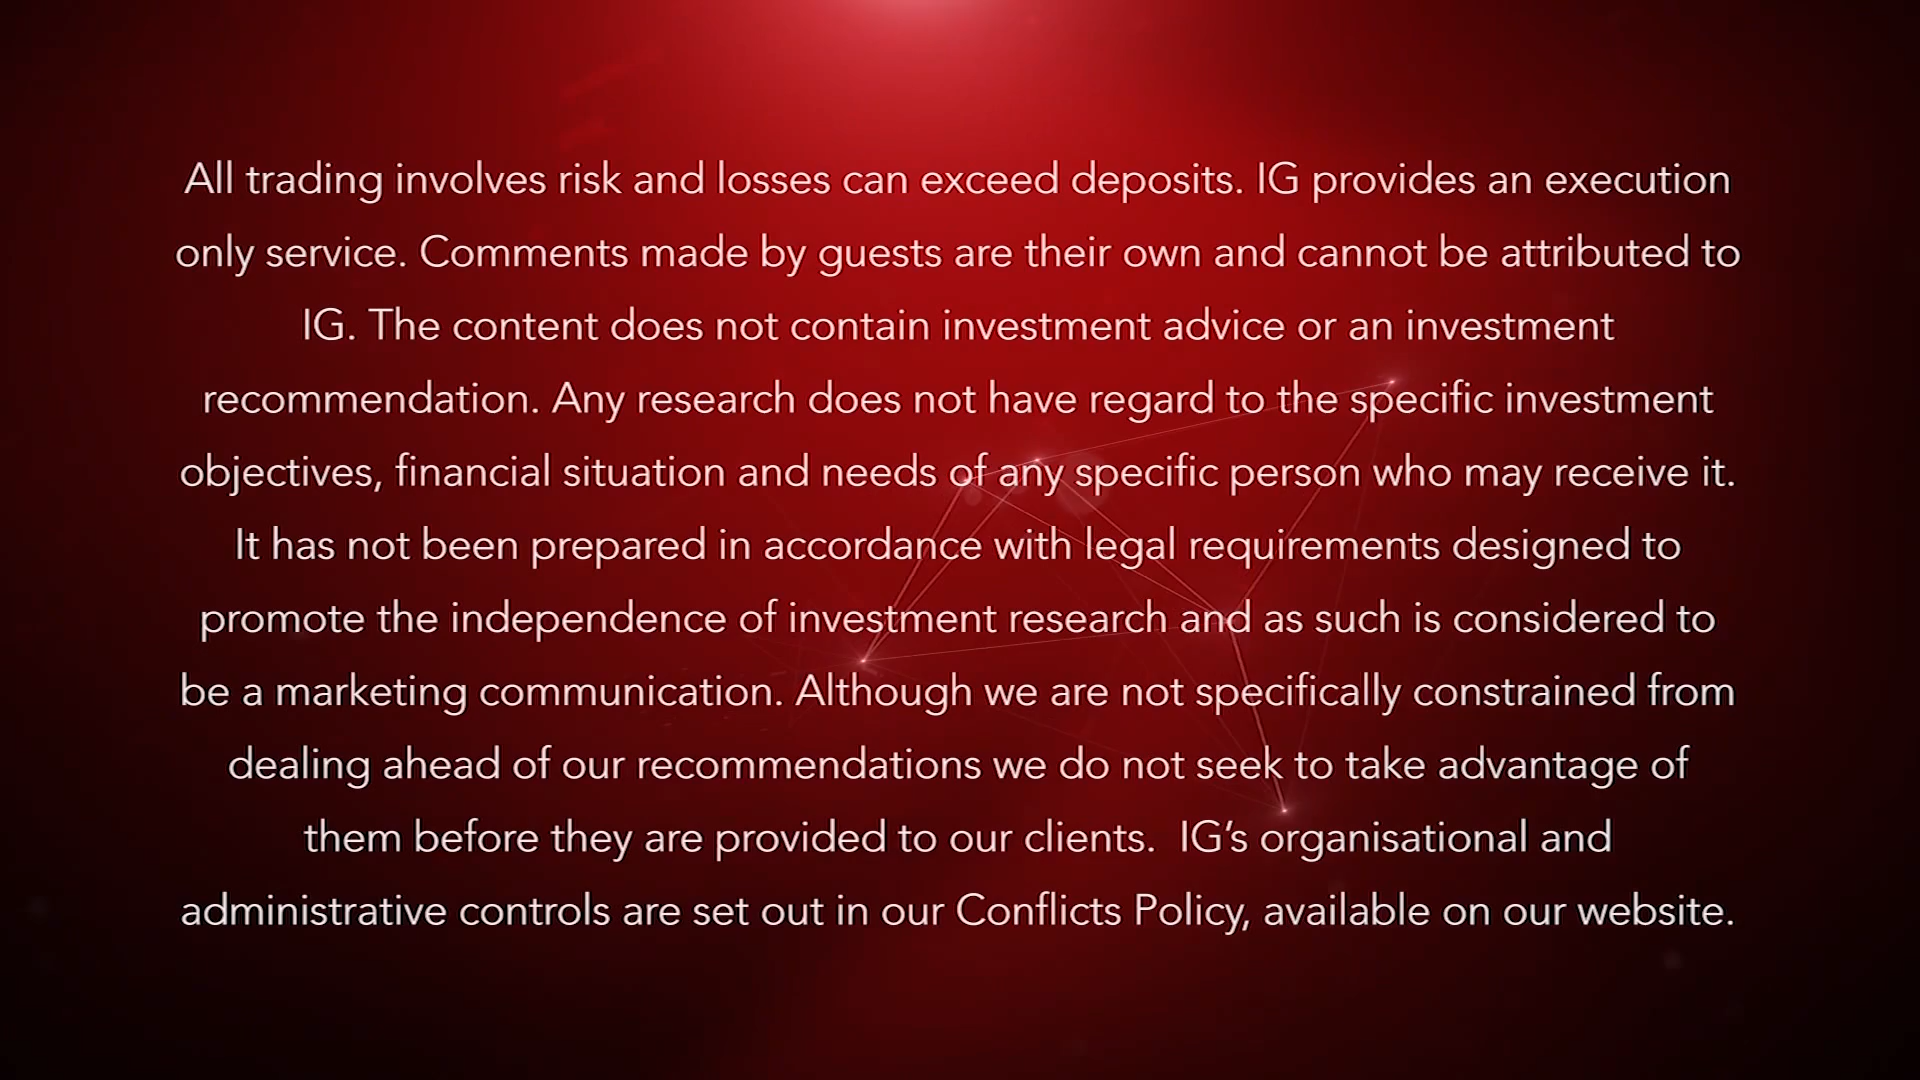 All trading involves risk and losses can exceed deposits. IG provides an execution
only service. Comments made by guests are their own and cannot be attributed to
IG. The content does not contain investment advice or an investment
recommendation. Any research does not have regard to the specific investment
objectives, financial situation and needs of any specific person who may receive it.
It has not been prepared in accordance with legal requirements designed to
promote the independence of investment research and as such is considered to
be a marketing communication. Although we are not specifically constrained from
dealing ahead of our recommendations we do not seek to take advantage of
them before they are provided to our clients.  IG’s organisational and
administrative controls are set out in our Conflicts Policy, available on our website.